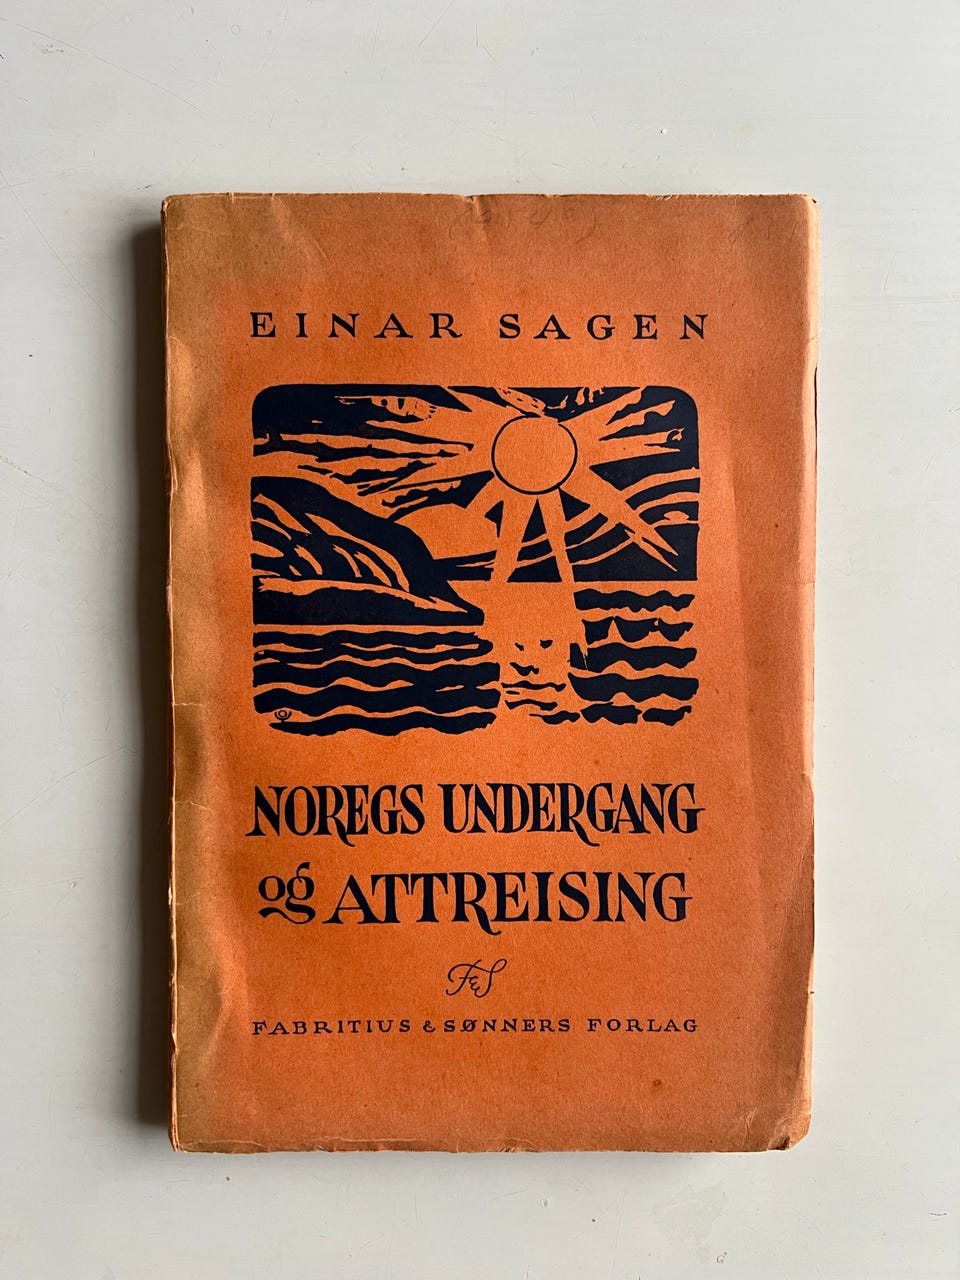 EINAR SAGEN
NOREGS UNDERGANG
og ATTREISING
F&S
FABRITIUS & SØNNERS FORLAG